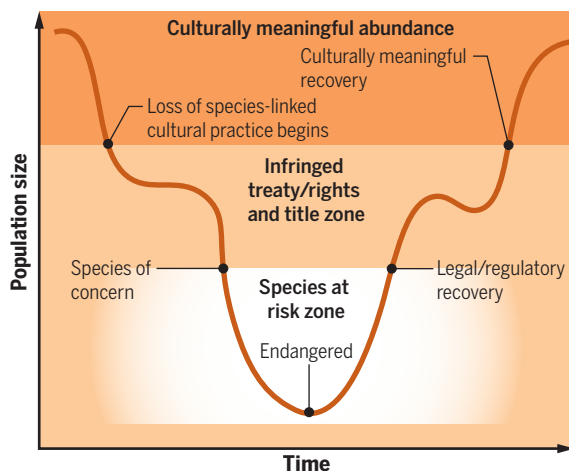 Culturally meaningful abundance
Culturally meaningful
recovery
Loss of species-linked
cultural practice begins
Infringed
treaty/rights
and title zone
Population size
Species of
concern
Species at
risk zone
Legal/regulatory
recovery
Endangered
Time